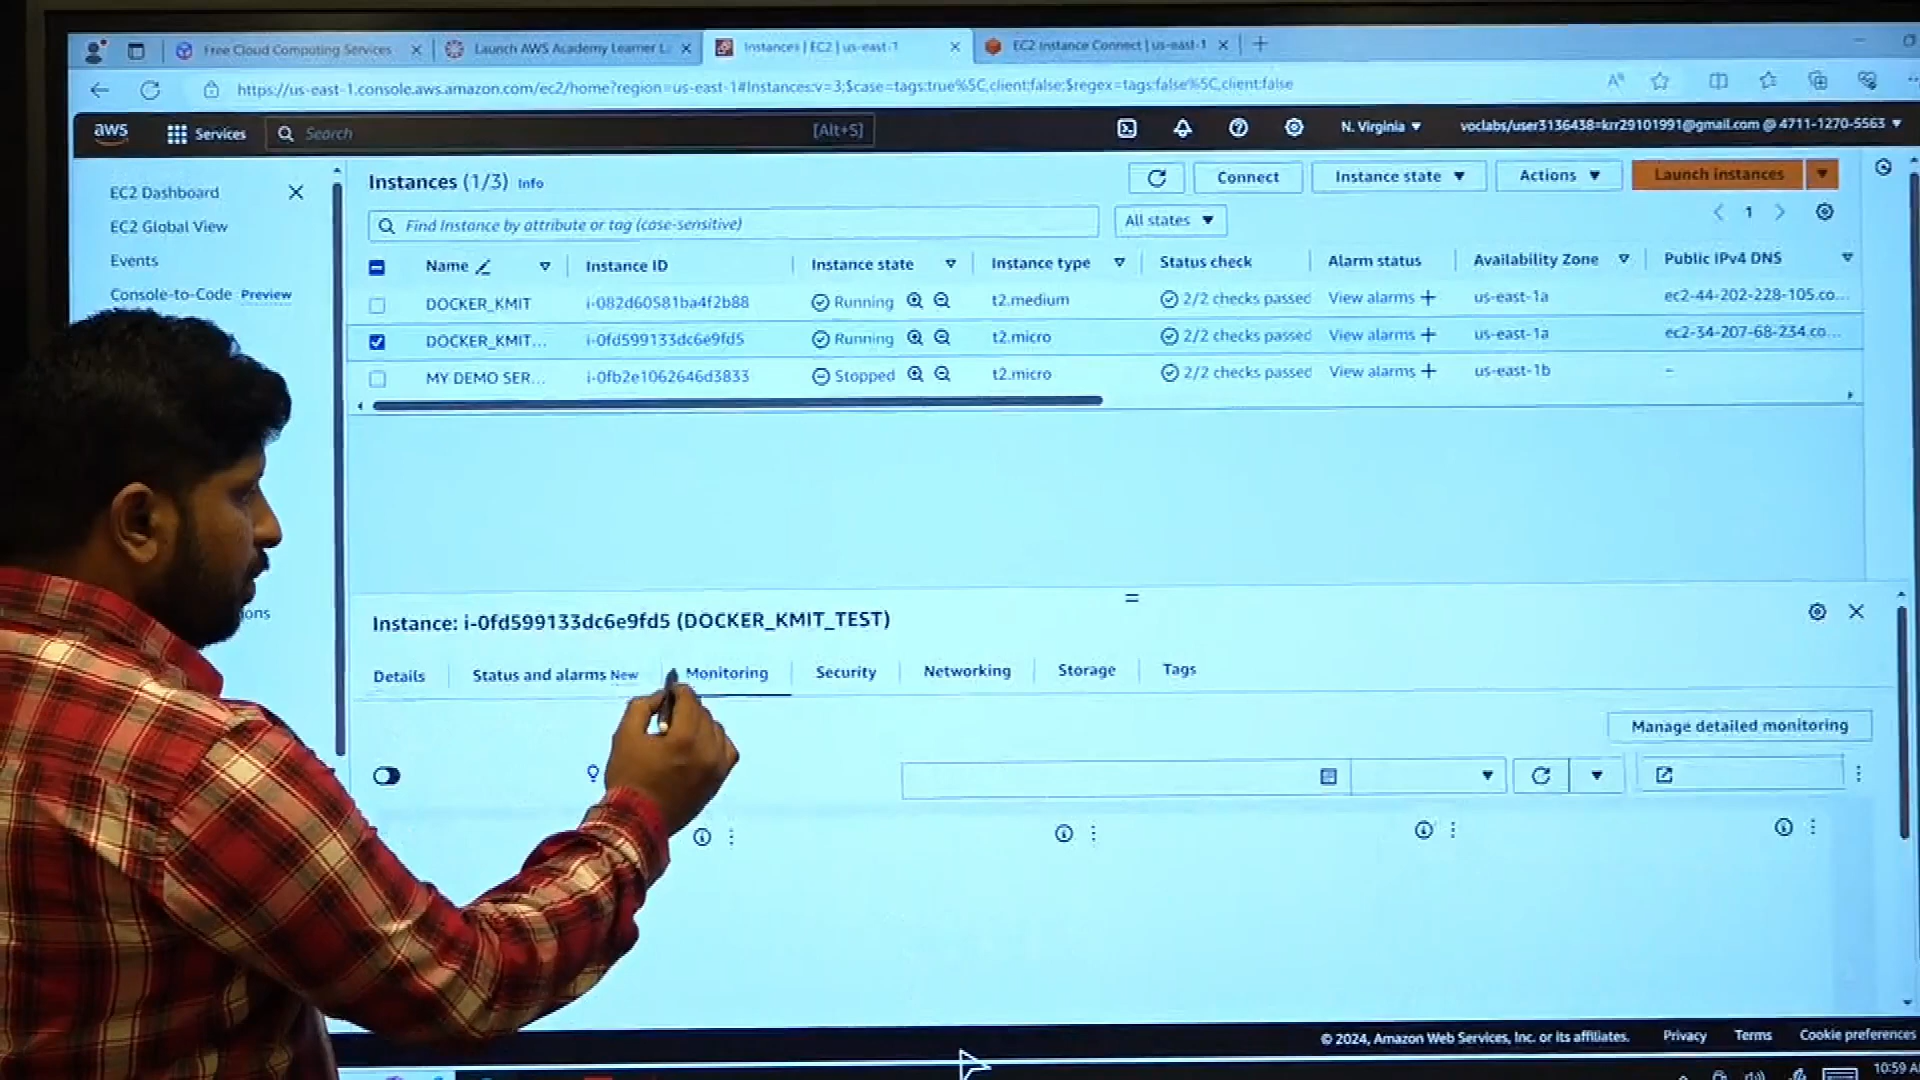 Free Cloud Computing Services
Launch AWS Academy Learner L
Instances | EC2 | us-east-1
EC2 Instance Connect | us-east-1
https://us-east-1.console.aws.amazon.com/ec2/home?region=us-east-1#Instances:v=3;$case=tags:true%5C,client:false;$regex=tags:false%5C,client:false
aws
Services
Search
[Alt+S]
N. Virginia
voclabs/user3136438=krr29101991@gmail.com @ 4711-1270-5563
EC2 Dashboard
EC2 Global View
Events
Console-to-Code Preview
ons
Instances (1/3) Info
Connect
Instance state
Actions
Launch instances
Find Instance by attribute or tag (case-sensitive)
All states
1
Name Instance ID Instance state Instance type Status check Alarm status Availability Zone Public IPv4 DNS
DOCKER_KMIT i-082d60581ba4f2b88 Running t2.medium 2/2 checks passed View alarms + us-east-1a ec2-44-202-228-105.co...
DOCKER_KMIT... i-0fd599133dc6e9fd5 Running t2.micro 2/2 checks passed View alarms + us-east-1a ec2-34-207-68-234.co...
MY DEMO SER... i-0fb2e1062646d3833 Stopped t2.micro 2/2 checks passed View alarms + us-east-1b –
Instance: i-0fd599133dc6e9fd5 (DOCKER_KMIT_TEST)
Details
Status and alarms New
Monitoring
Security
Networking
Storage
Tags
Manage detailed monitoring
© 2024, Amazon Web Services, Inc. or its affiliates.
Privacy
Terms
Cookie preferences
10:59 A